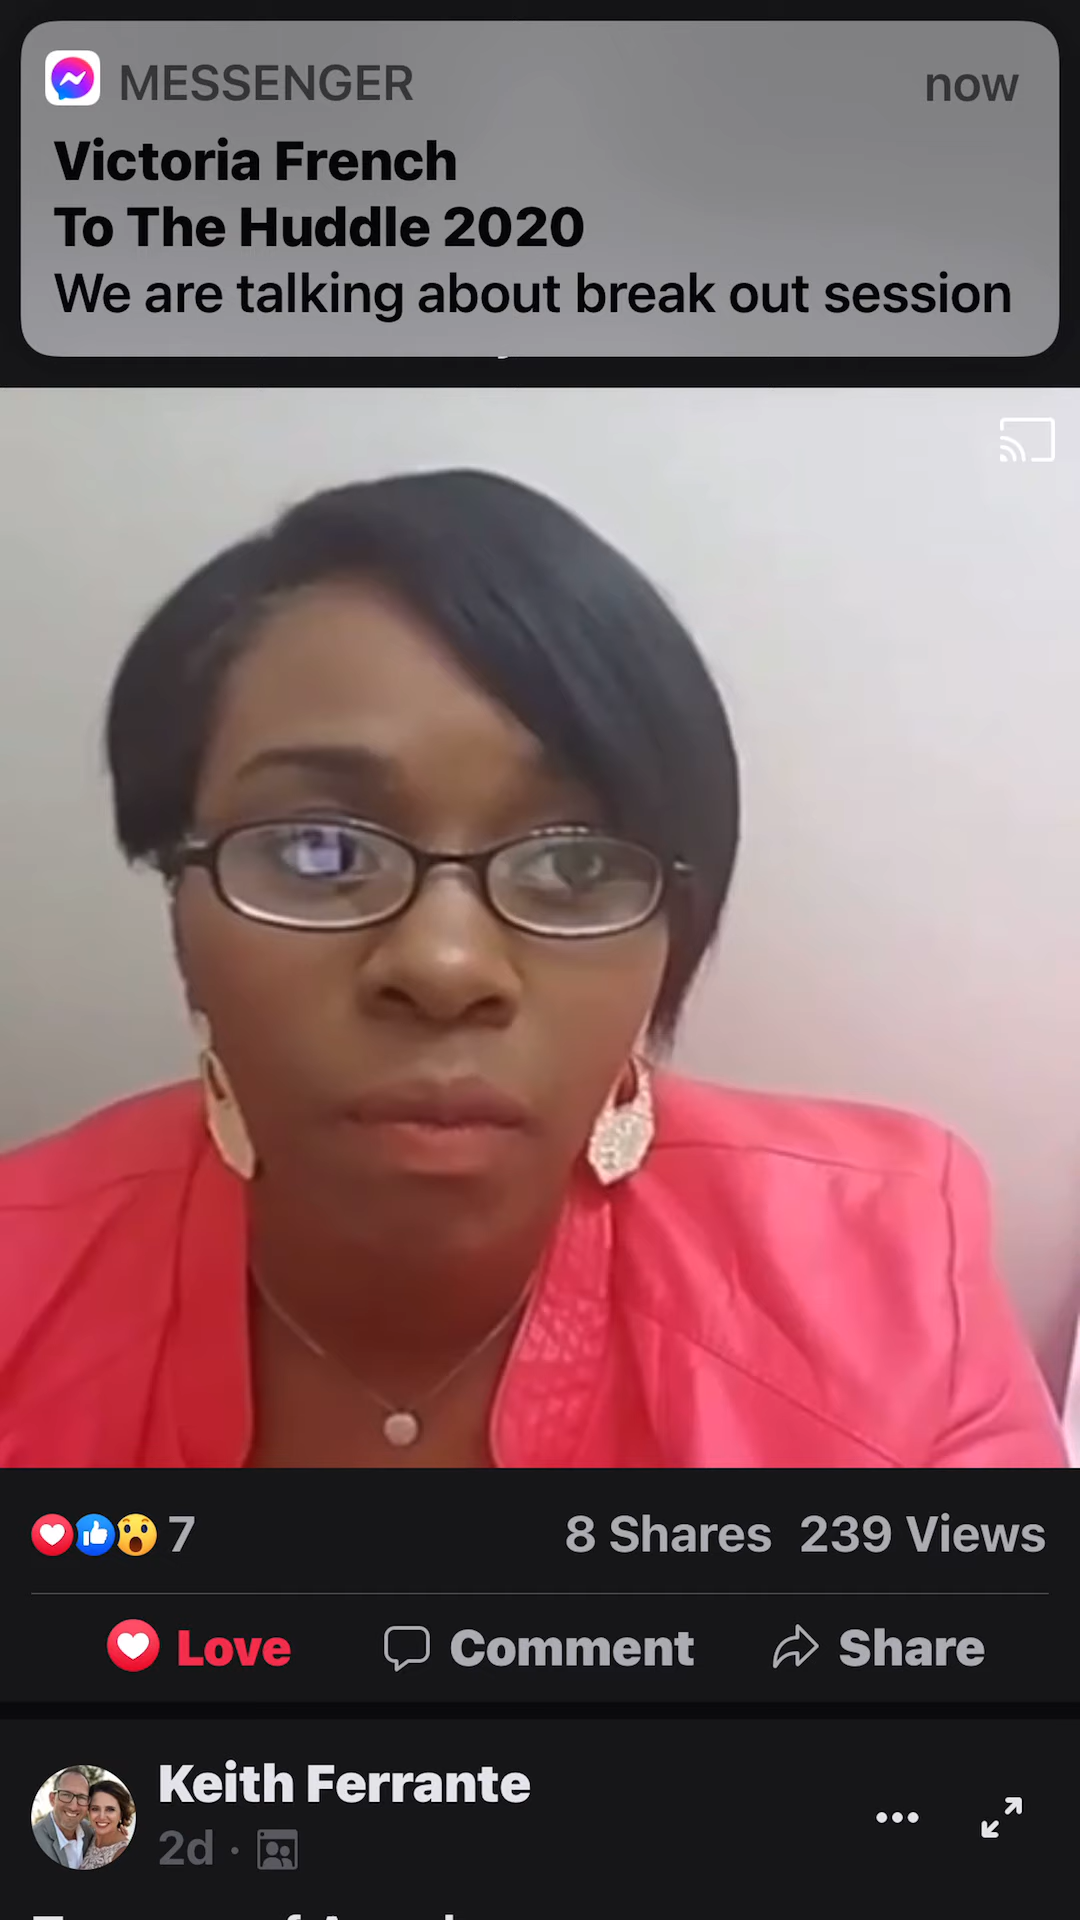 MESSENGER
now
Victoria French
To The Huddle 2020
We are talking about break out session
7
8 Shares
239 Views
Love
Comment
Share
Keith Ferrante
2d ·